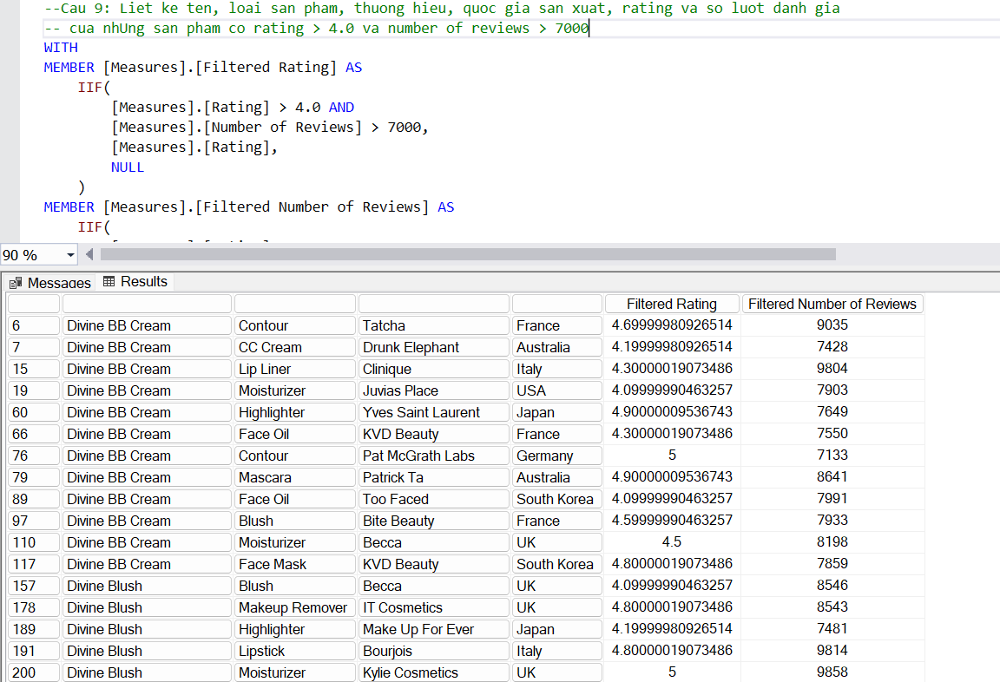 --Cau 9: Liet ke ten, loai san pham, thuong hieu, quoc gia san xuat, rating va so luot danh gia
-- cua nhUng san pham co rating > 4.0 va number of reviews > 7000
WITH
MEMBER [Measures].[Filtered Rating] AS
IIF(
[Measures].[Rating] > 4.0 AND
[Measures].[Number of Reviews] > 7000,
[Measures].[Rating],
NULL
)
MEMBER [Measures].[Filtered Number of Reviews] AS
IIF(
90 %
Messages Results
Filtered Rating Filtered Number of Reviews
6 Divine BB Cream Contour Tatcha France 4.69999980926514 9035
7 Divine BB Cream CC Cream Drunk Elephant Australia 4.19999980926514 7428
15 Divine BB Cream Lip Liner Clinique Italy 4.30000019073486 9804
19 Divine BB Cream Moisturizer Juvias Place USA 4.09999990463257 7903
60 Divine BB Cream Highlighter Yves Saint Laurent Japan 4.90000009536743 7649
66 Divine BB Cream Face Oil KVD Beauty France 4.30000019073486 7550
76 Divine BB Cream Contour Pat McGrath Labs Germany 5 7133
79 Divine BB Cream Mascara Patrick Ta Australia 4.90000009536743 8641
89 Divine BB Cream Face Oil Too Faced South Korea 4.09999990463257 7991
97 Divine BB Cream Blush Bite Beauty France 4.59999990463257 7933
110 Divine BB Cream Moisturizer Becca UK 4.5 8198
117 Divine BB Cream Face Mask KVD Beauty South Korea 4.80000019073486 7859
157 Divine Blush Blush Becca UK 4.09999990463257 8546
178 Divine Blush Makeup Remover IT Cosmetics UK 4.80000019073486 8543
189 Divine Blush Highlighter Make Up For Ever Japan 4.19999980926514 7481
191 Divine Blush Lipstick Bourjois Italy 4.80000019073486 9814
200 Divine Blush Moisturizer Kylie Cosmetics UK 5 9858